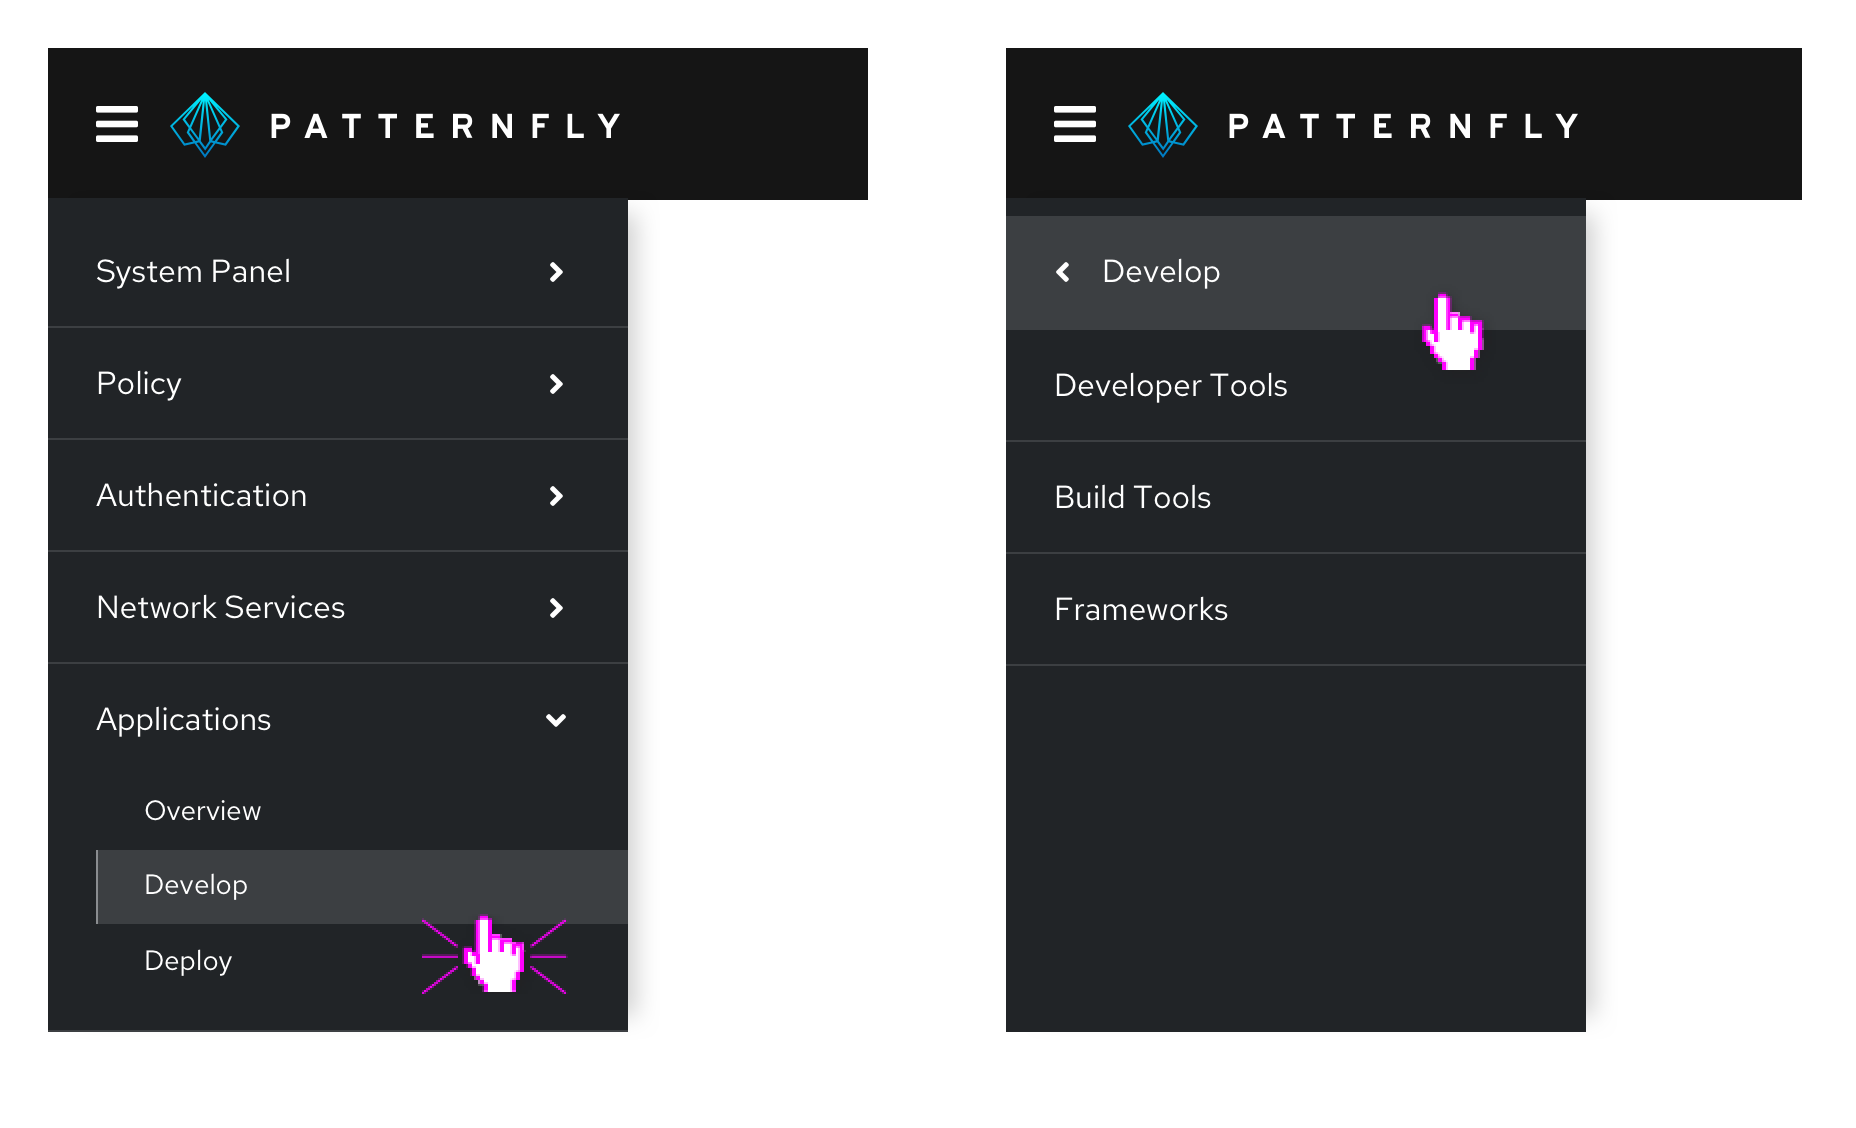 PATTERNFLY
System Panel
Policy
Authentication
Network Services
Applications
Overview
Develop
Deploy
PATTERNFLY
Develop
Developer Tools
Build Tools
Frameworks